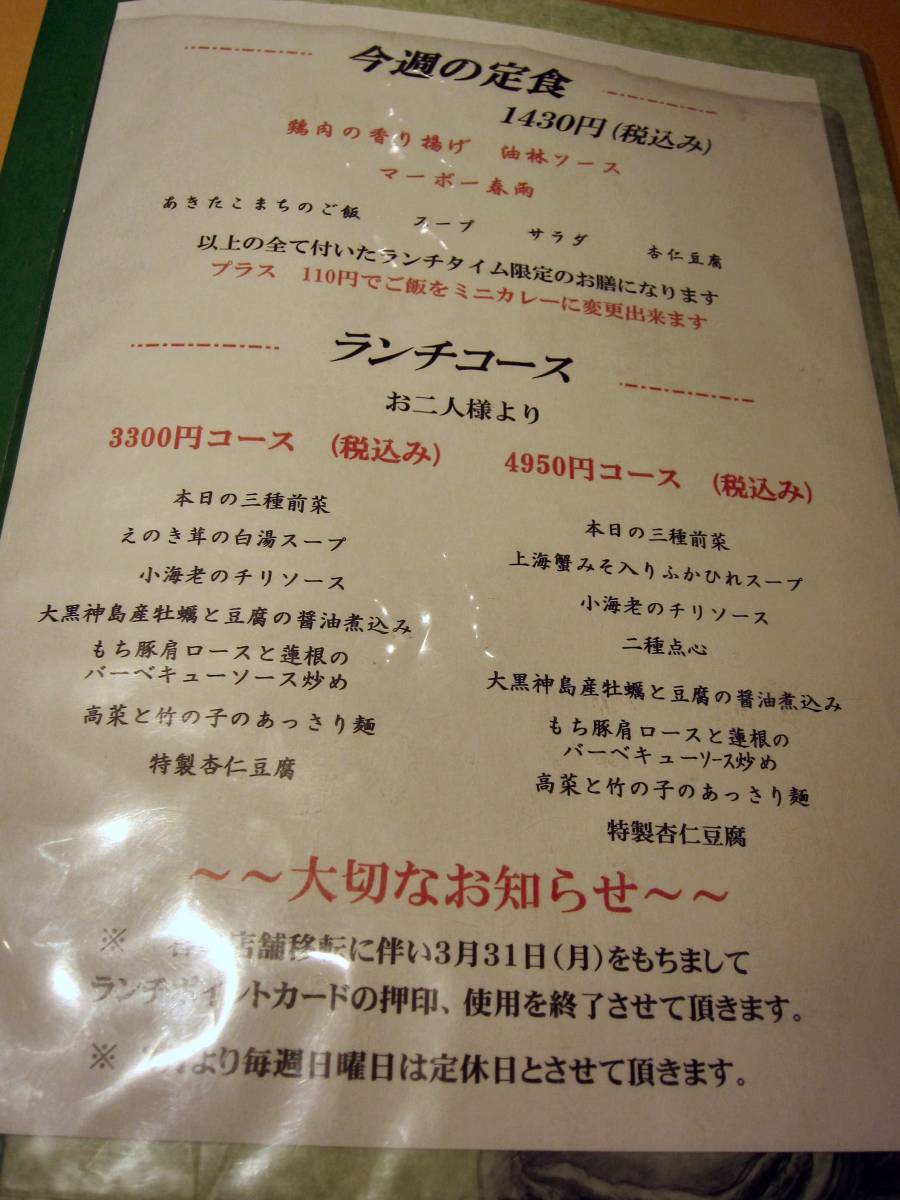 今週の定食
1430円(税込み)
鶏肉の香り揚げ　油林ソース
マーボー春雨
あきたこまちのご飯　スープ　サラダ　杏仁豆腐
以上の全て付いたランチタイム限定のお膳になります
プラス　110円でご飯をミニカレーに変更出来ます
ランチコース
お二人様より
3300円コース　(税込み)
本日の三種前菜
えのき茸の白湯スープ
小海老のチリソース
大黒神島産牡蠣と豆腐の醤油煮込み
もち豚肩ロースと蓮根の
バーベキューソース炒め
高菜と竹の子のあっさり麺
特製杏仁豆腐
4950円コース　(税込み)
本日の三種前菜
上海蟹みそ入りふかひれスープ
小海老のチリソース
二種点心
大黒神島産牡蠣と豆腐の醤油煮込み
もち豚肩ロースと蓮根の
バーベキューソース炒め
高菜と竹の子のあっさり麺
特製杏仁豆腐
～～大切なお知らせ～～
※　店舗移転に伴い3月31日(月)をもちまして
ランチポイントカードの押印、使用を終了させて頂きます。
※　より毎週日曜日は定休日とさせて頂きます。